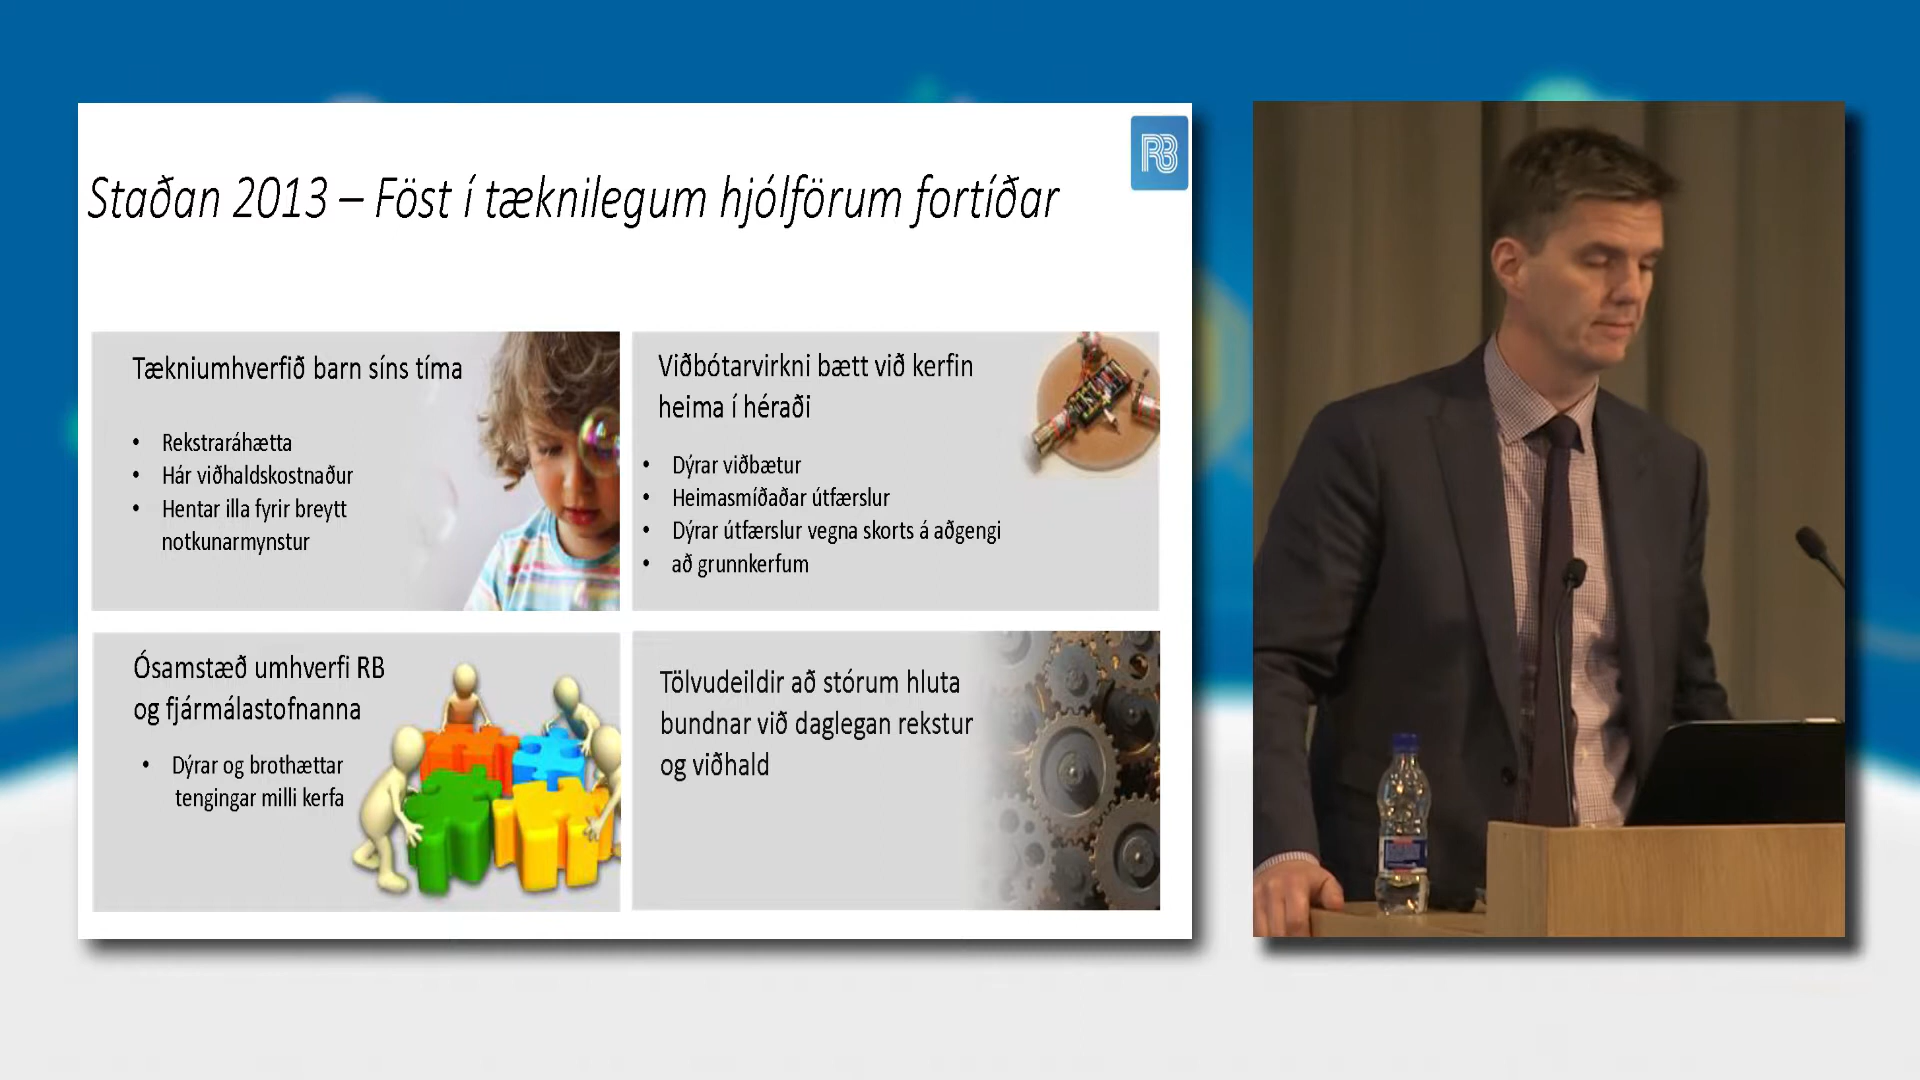 RB
Staðan 2013 – Föst í tæknilegum hjólförum fortíðar
Tækniumhverfið barn síns tíma
• Rekstraráhætta
• Hár viðhaldskostnaður
• Hentar illa fyrir breytt
notkunarmynstur
Viðbótarvirkni bætt við kerfin
heima í héraði
• Dýrar viðbætur
• Heimasmíðaðar útfærslur
• Dýrar útfærslur vegna skorts á aðgengi
• að grunnkerfum
Ósamstæð umhverfi RB
og fjármálastofnanna
• Dýrar og brothættar
tengingar milli kerfa
Tölvudeildir að stórum hluta
bundnar við daglegan rekstur
og viðhald